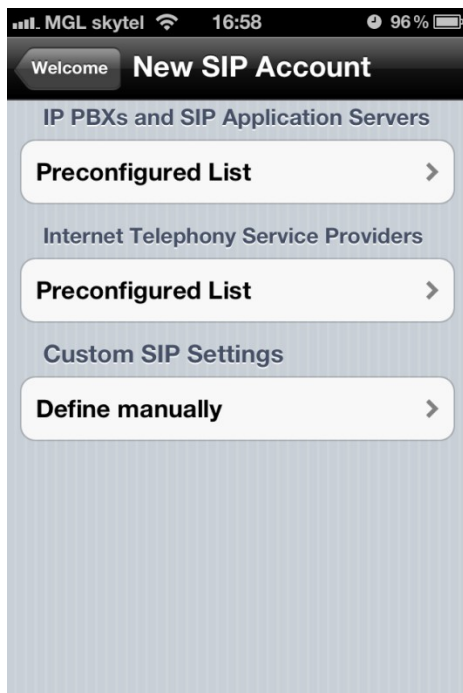 MGL skytel 16:58 96%
Welcome New SIP Account
IP PBXs and SIP Application Servers
Preconfigured List
Internet Telephony Service Providers
Preconfigured List
Custom SIP Settings
Define manually